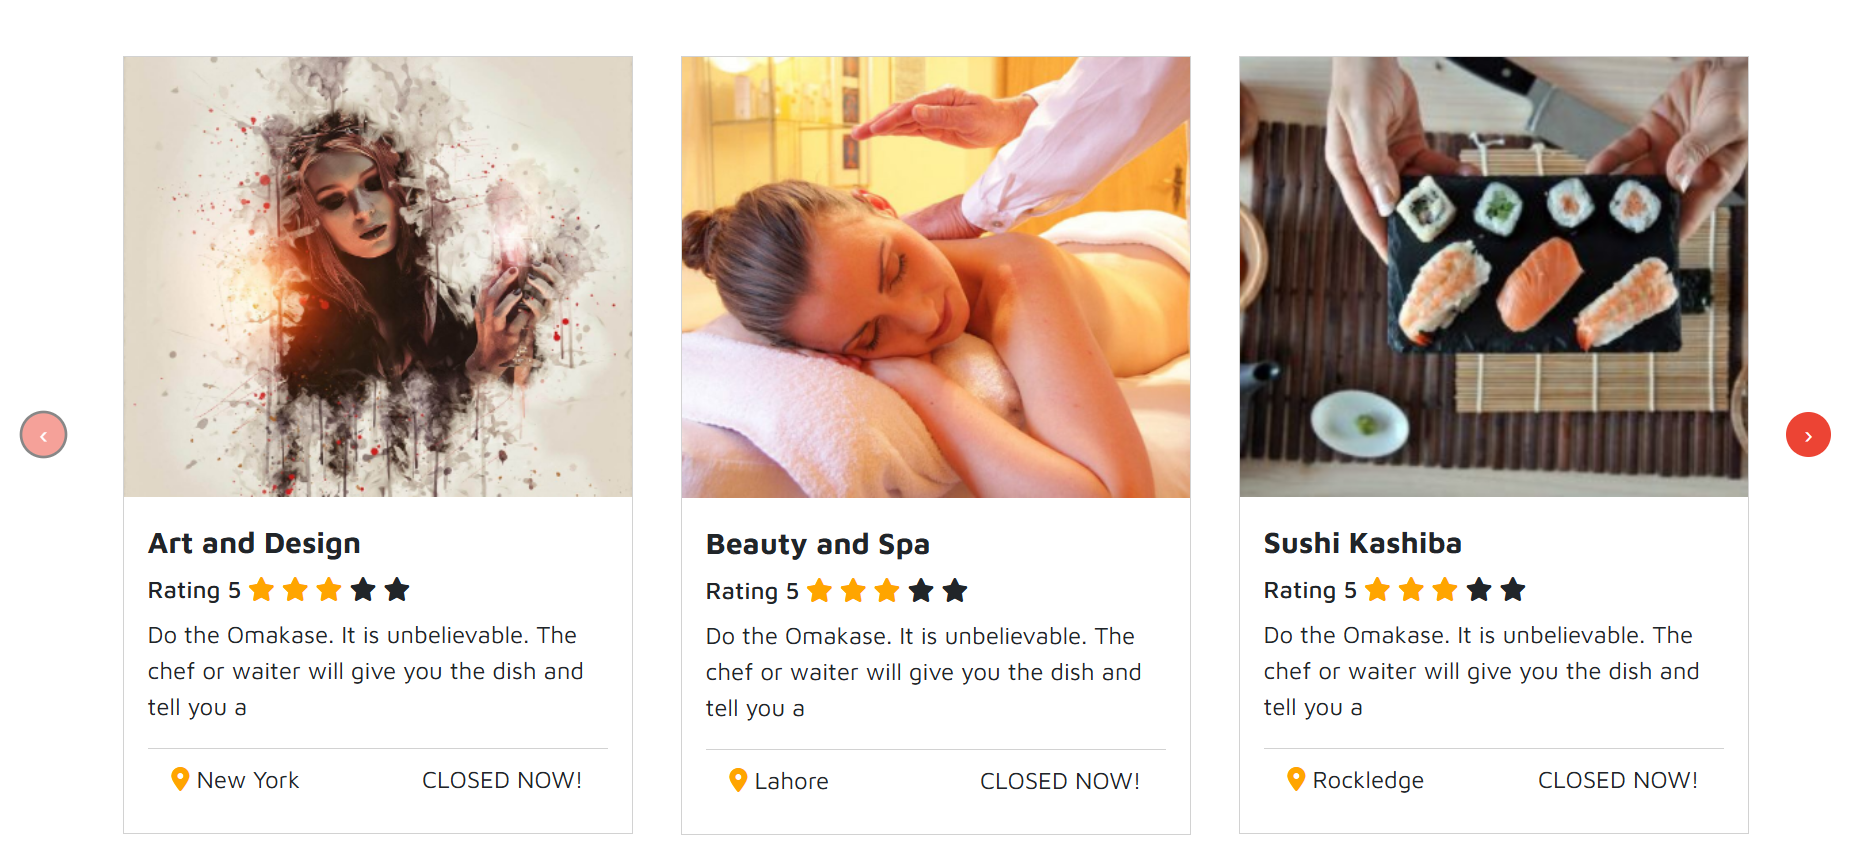 Art and Design
Rating 5
Do the Omakase. It is unbelievable. The
chef or waiter will give you the dish and
tell you a
New York
CLOSED NOW!
Beauty and Spa
Rating 5
Do the Omakase. It is unbelievable. The
chef or waiter will give you the dish and
tell you a
Lahore
CLOSED NOW!
Sushi Kashiba
Rating 5
Do the Omakase. It is unbelievable. The
chef or waiter will give you the dish and
tell you a
Rockledge
CLOSED NOW!